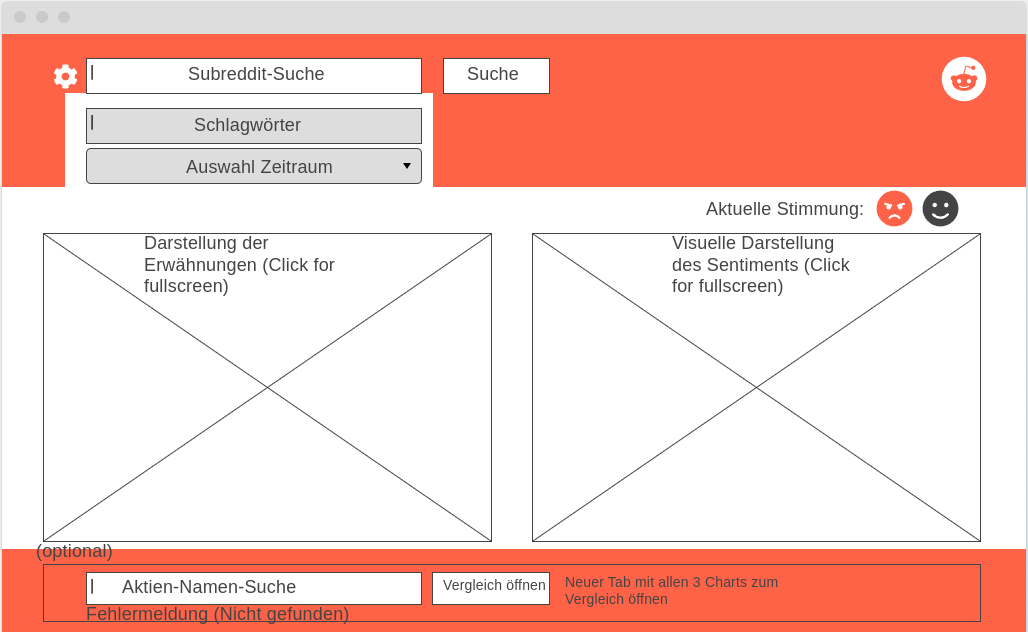 Subreddit-Suche
Suche
Schlagwörter
Auswahl Zeitraum
Aktuelle Stimmung:
Darstellung der
Erwähnungen (Click for
fullscreen)
Visuelle Darstellung
des Sentiments (Click
for fullscreen)
(optional)
Aktien-Namen-Suche
Vergleich öffnen
Neuer Tab mit allen 3 Charts zum
Vergleich öffnen
Fehlermeldung (Nicht gefunden)